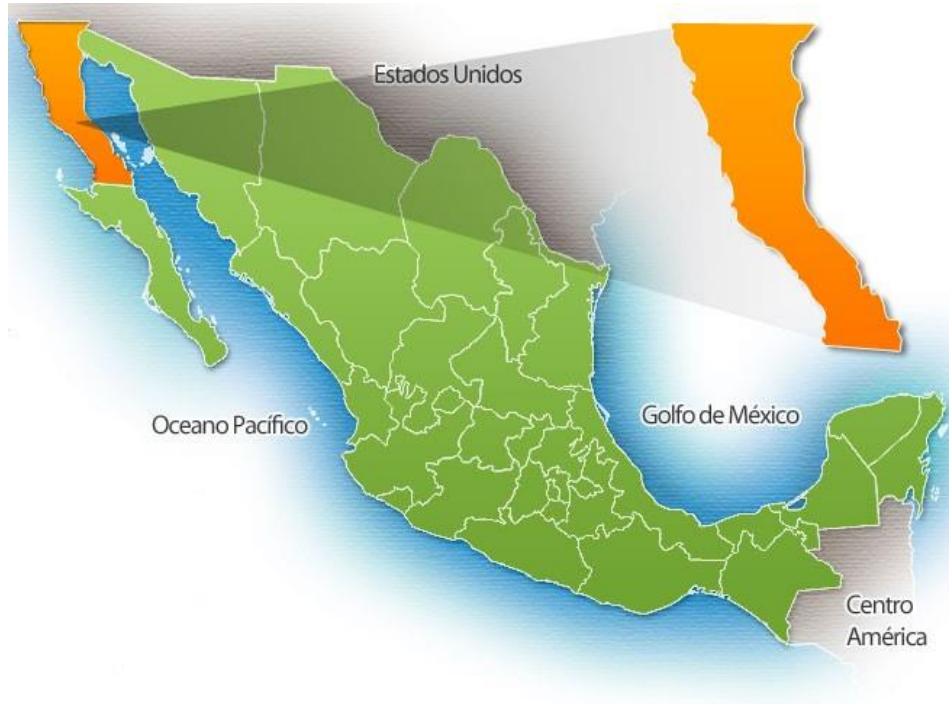 Estados Unidos
Oceano Pacífico
Golfo de México
Centro
América